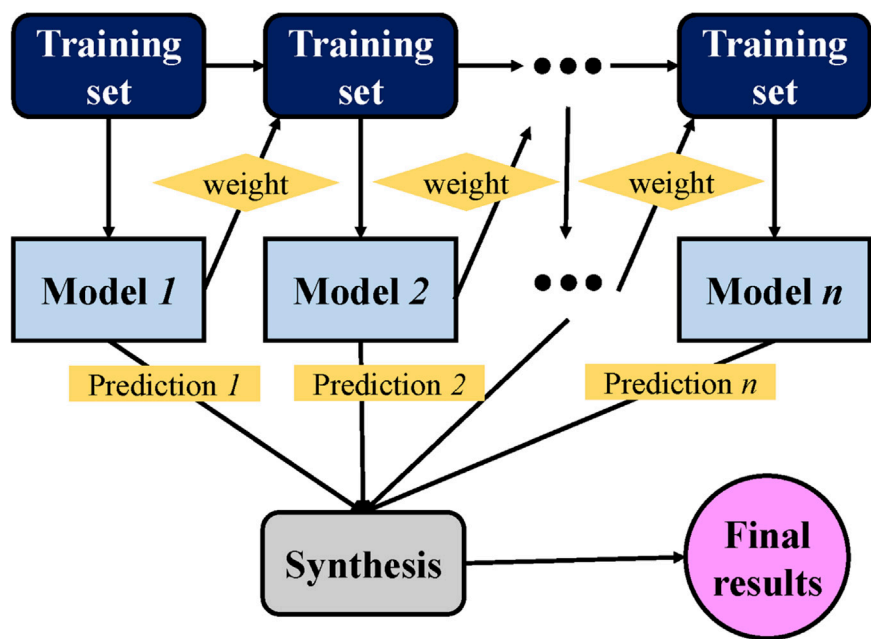 Training
set
Training
set
Training
set
weight
weight
weight
Model 1
Model 2
Model n
Prediction 1
Prediction 2
Prediction n
Synthesis
Final
results